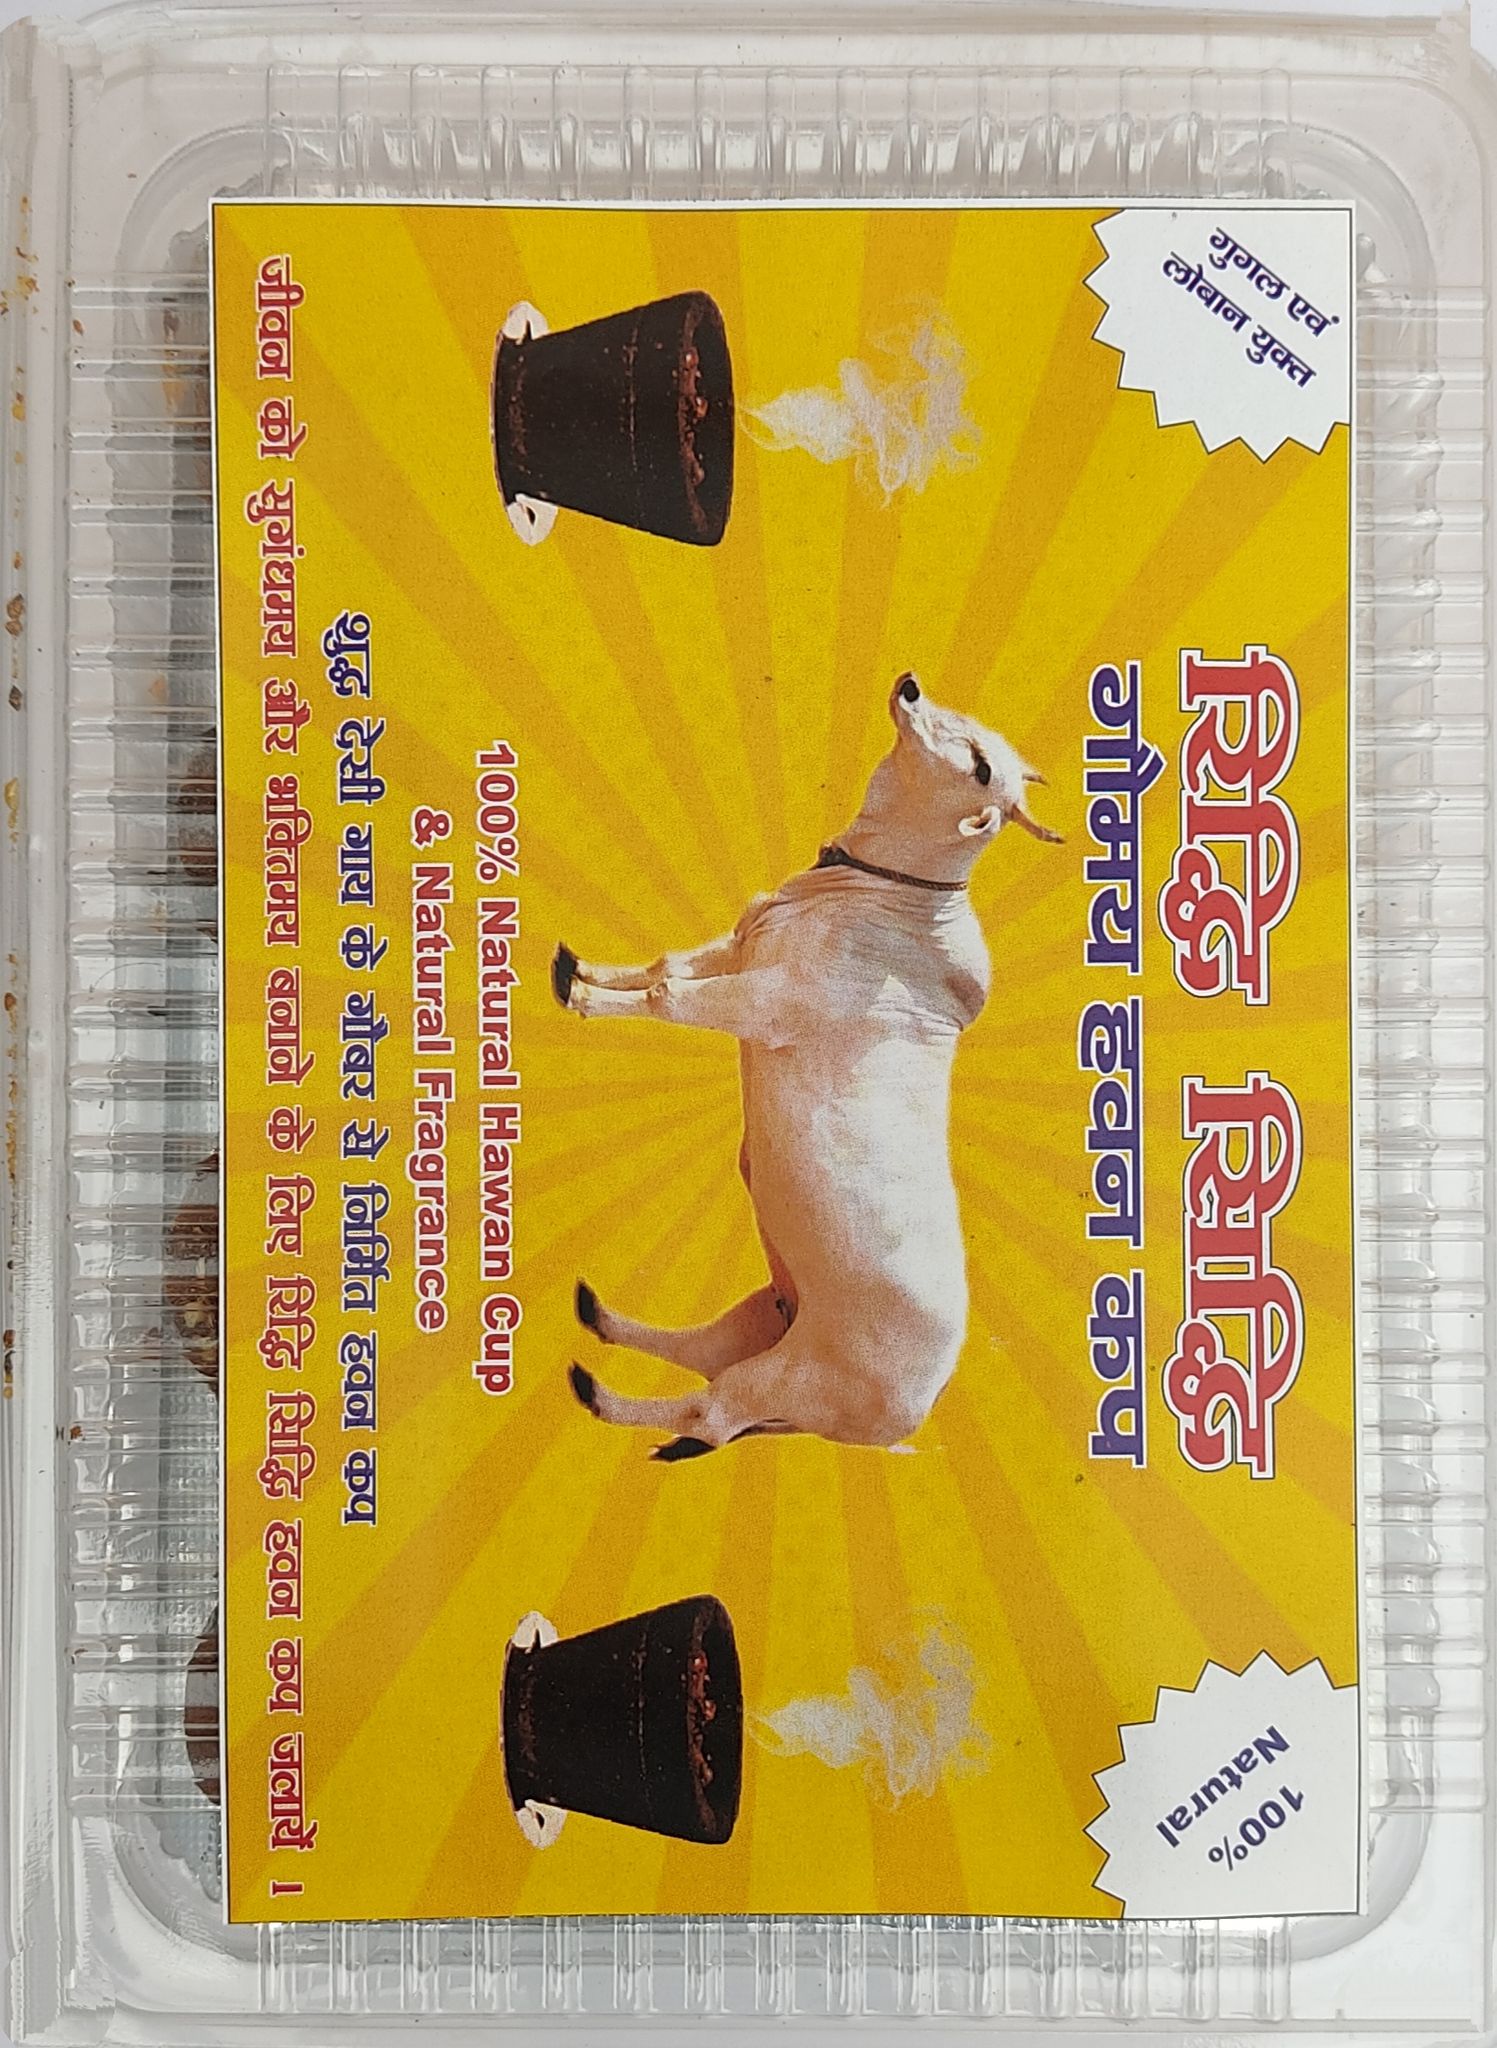 गुगल एवं
लोबान युक्त
100%
Natural
रिद्धि सिद्धि
गौमय हवन कप
100% Natural Hawan Cup
& Natural Fragrance
शुद्ध देसी गाय के गोबर से निर्मित हवन कप
जीवन को सुगंधमय और भक्तिमय बनाने के लिए रिद्धि सिद्धि हवन कप जलायें ।